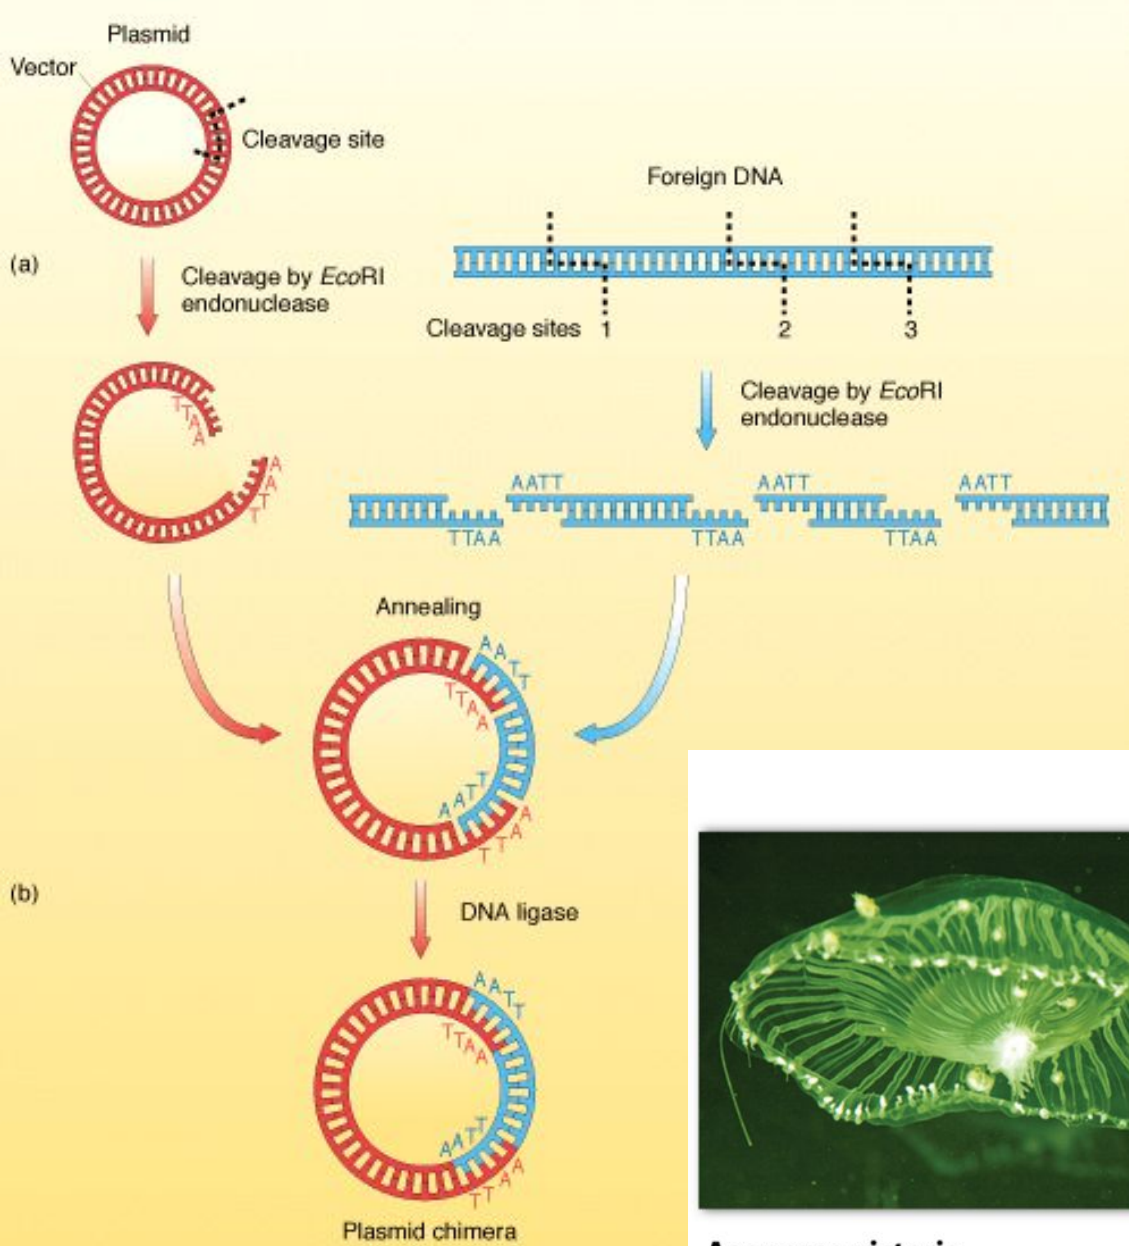 Plasmid
Vector
Cleavage site
Foreign DNA
(a)
Cleavage by EcoRI
endonuclease
Cleavage sites 1 2 3
Cleavage by EcoRI
endonuclease
TTAA
AATT
AATT AATT AATT
TTAA TTAA TTAA
Annealing
AATT
TTAA
AATT
TTAA
(b)
DNA ligase
AATT
TTAA
AATT
TTAA
Plasmid chimera